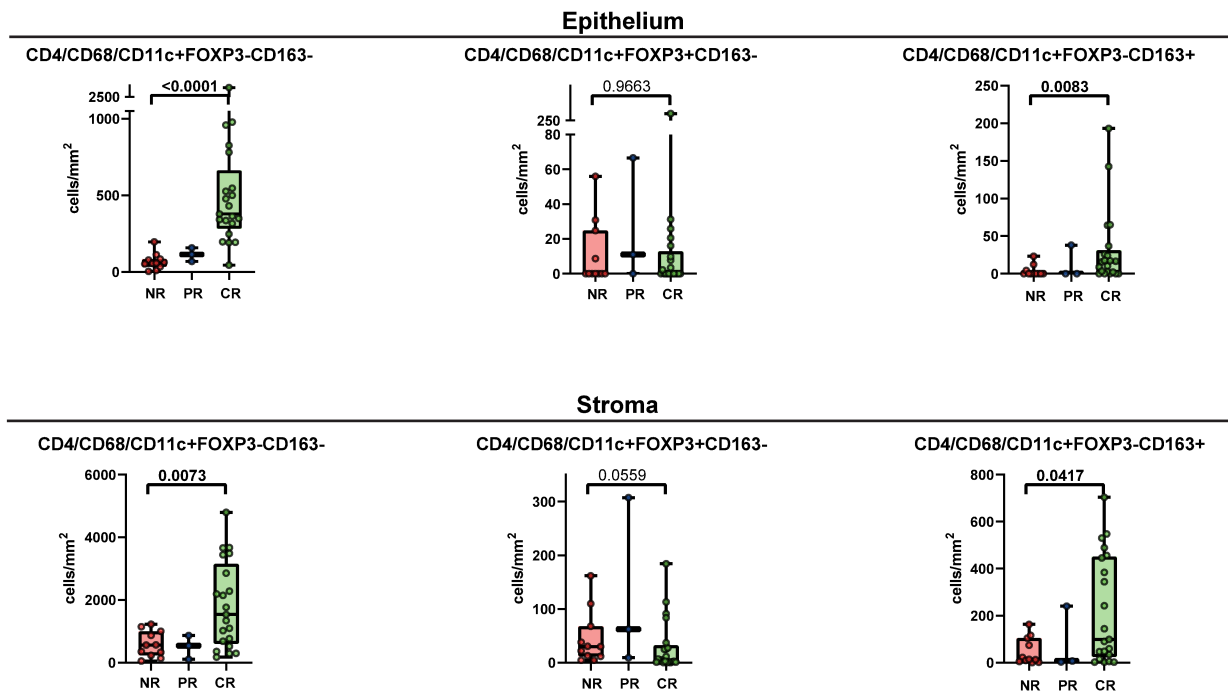 Epithelium
CD4/CD68/CD11c+FOXP3-CD163-
<0.0001
2500
1000
500
0
cells/mm²
NR PR CR
CD4/CD68/CD11c+FOXP3+CD163-
0.9663
250
80
60
40
20
0
cells/mm²
NR PR CR
CD4/CD68/CD11c+FOXP3-CD163+
0.0083
250
200
150
100
50
0
cells/mm²
NR PR CR
Stroma
CD4/CD68/CD11c+FOXP3-CD163-
0.0073
6000
4000
2000
0
cells/mm²
NR PR CR
CD4/CD68/CD11c+FOXP3+CD163-
0.0559
300
200
100
0
cells/mm²
NR PR CR
CD4/CD68/CD11c+FOXP3-CD163+
0.0417
800
600
400
200
0
cells/mm²
NR PR CR